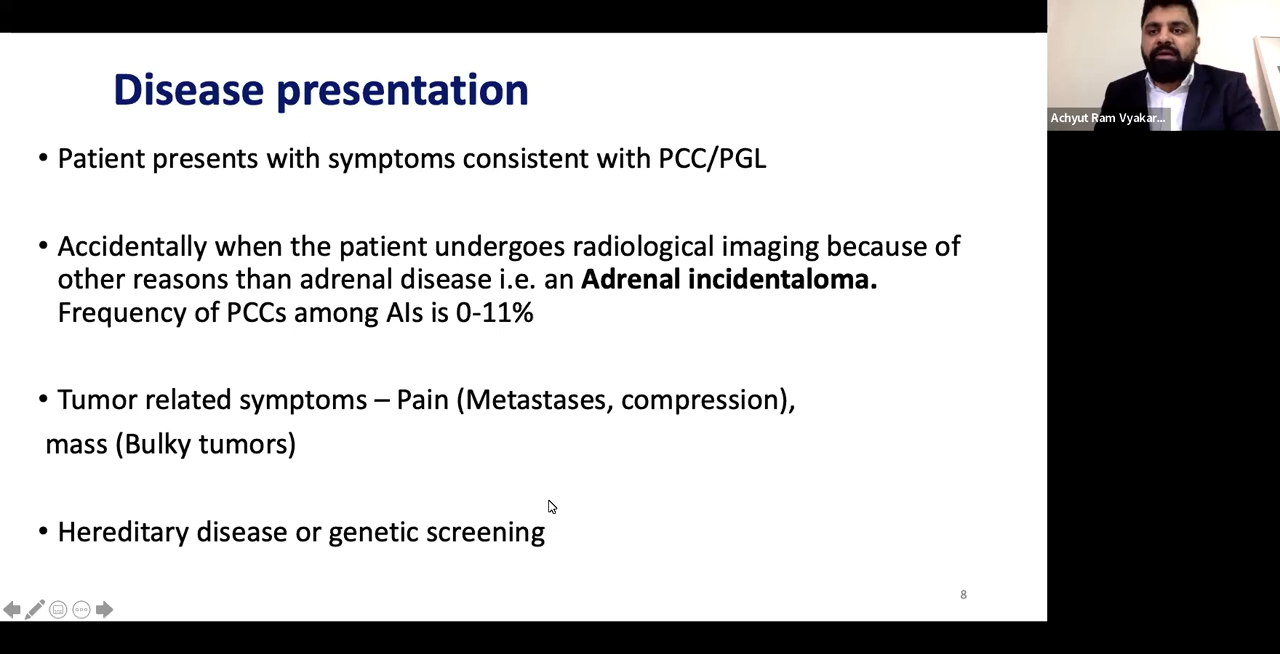 Disease presentation
• Patient presents with symptoms consistent with PCC/PGL
• Accidentally when the patient undergoes radiological imaging because of
other reasons than adrenal disease i.e. an Adrenal incidentaloma.
Frequency of PCCs among AIs is 0-11%
• Tumor related symptoms – Pain (Metastases, compression),
mass (Bulky tumors)
• Hereditary disease or genetic screening
8
Achyut Ram Vyakar...